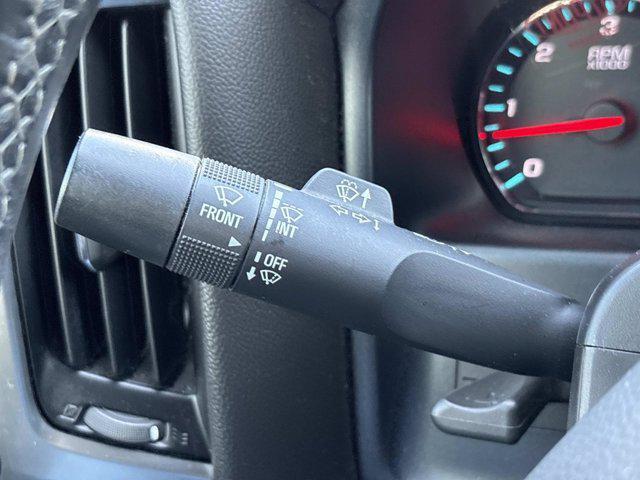 FRONT
INT
OFF
3
2
1
0
RPM
x1000